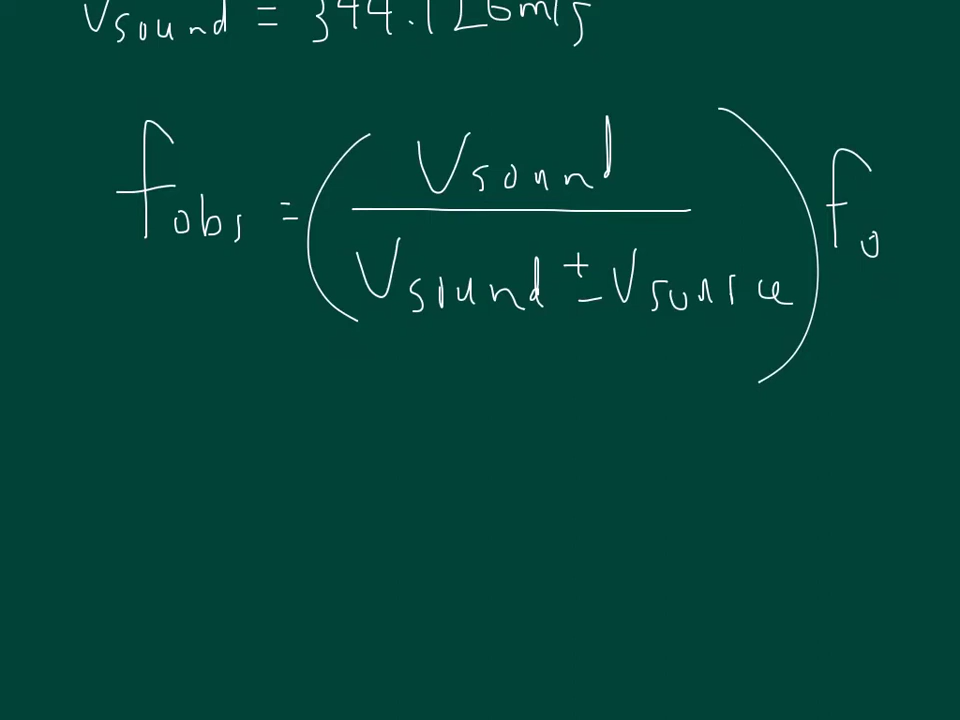 Vsound = 344.126m/s
fobs = (Vsound / (Vsound ± Vsource)) fo